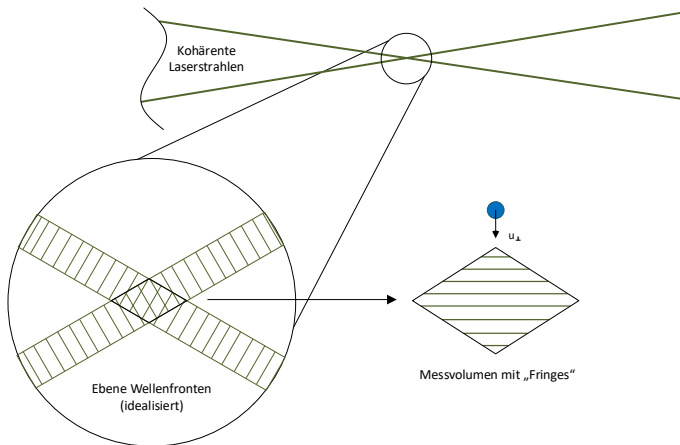 Kohärente
Laserstrahlen
u⊥
Ebene Wellenfronten
(idealisiert)
Messvolumen mit „Fringes“